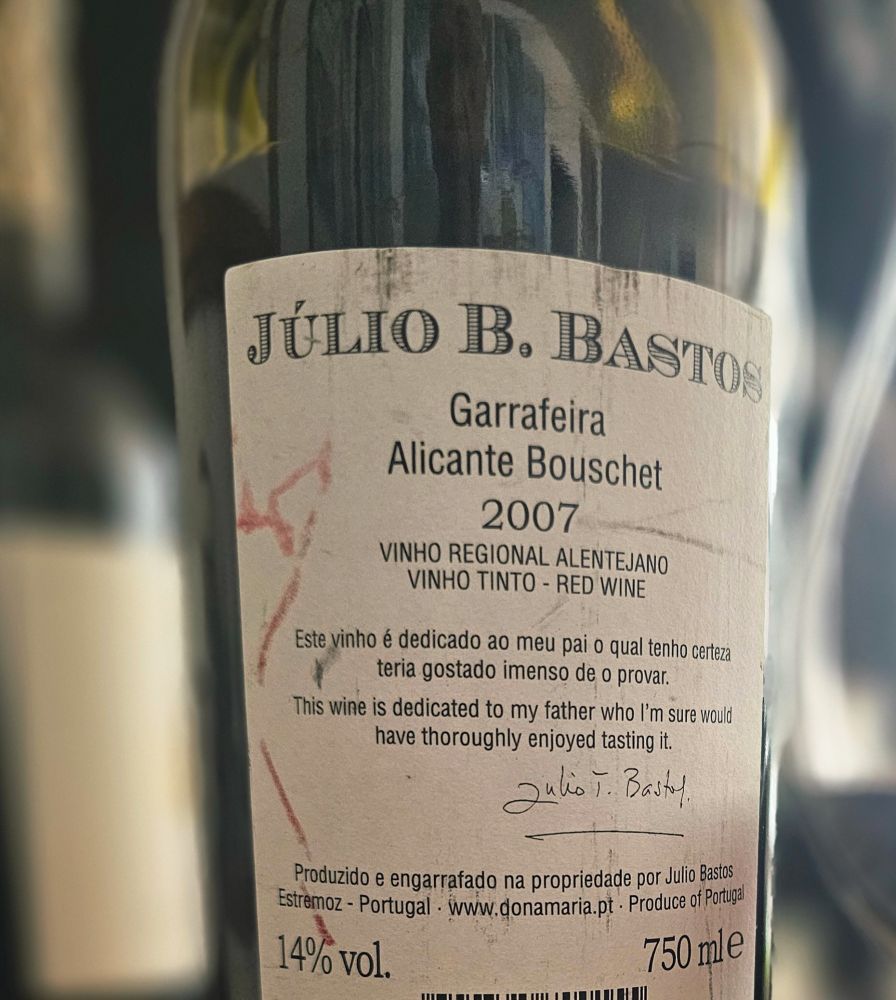 JÚLIO B. BASTOS
Garrafeira
Alicante Bouschet
2007
VINHO REGIONAL ALENTEJANO
VINHO TINTO - RED WINE
Este vinho é dedicado ao meu pai o qual tenho certeza
teria gostado imenso de o provar.
This wine is dedicated to my father who I'm sure would
have thoroughly enjoyed tasting it.
Julio T. Bastos
Produzido e engarrafado na propriedade por Julio Bastos
Estremoz - Portugal · www.donamaria.pt · Produce of Portugal
14% vol. 750 ml e